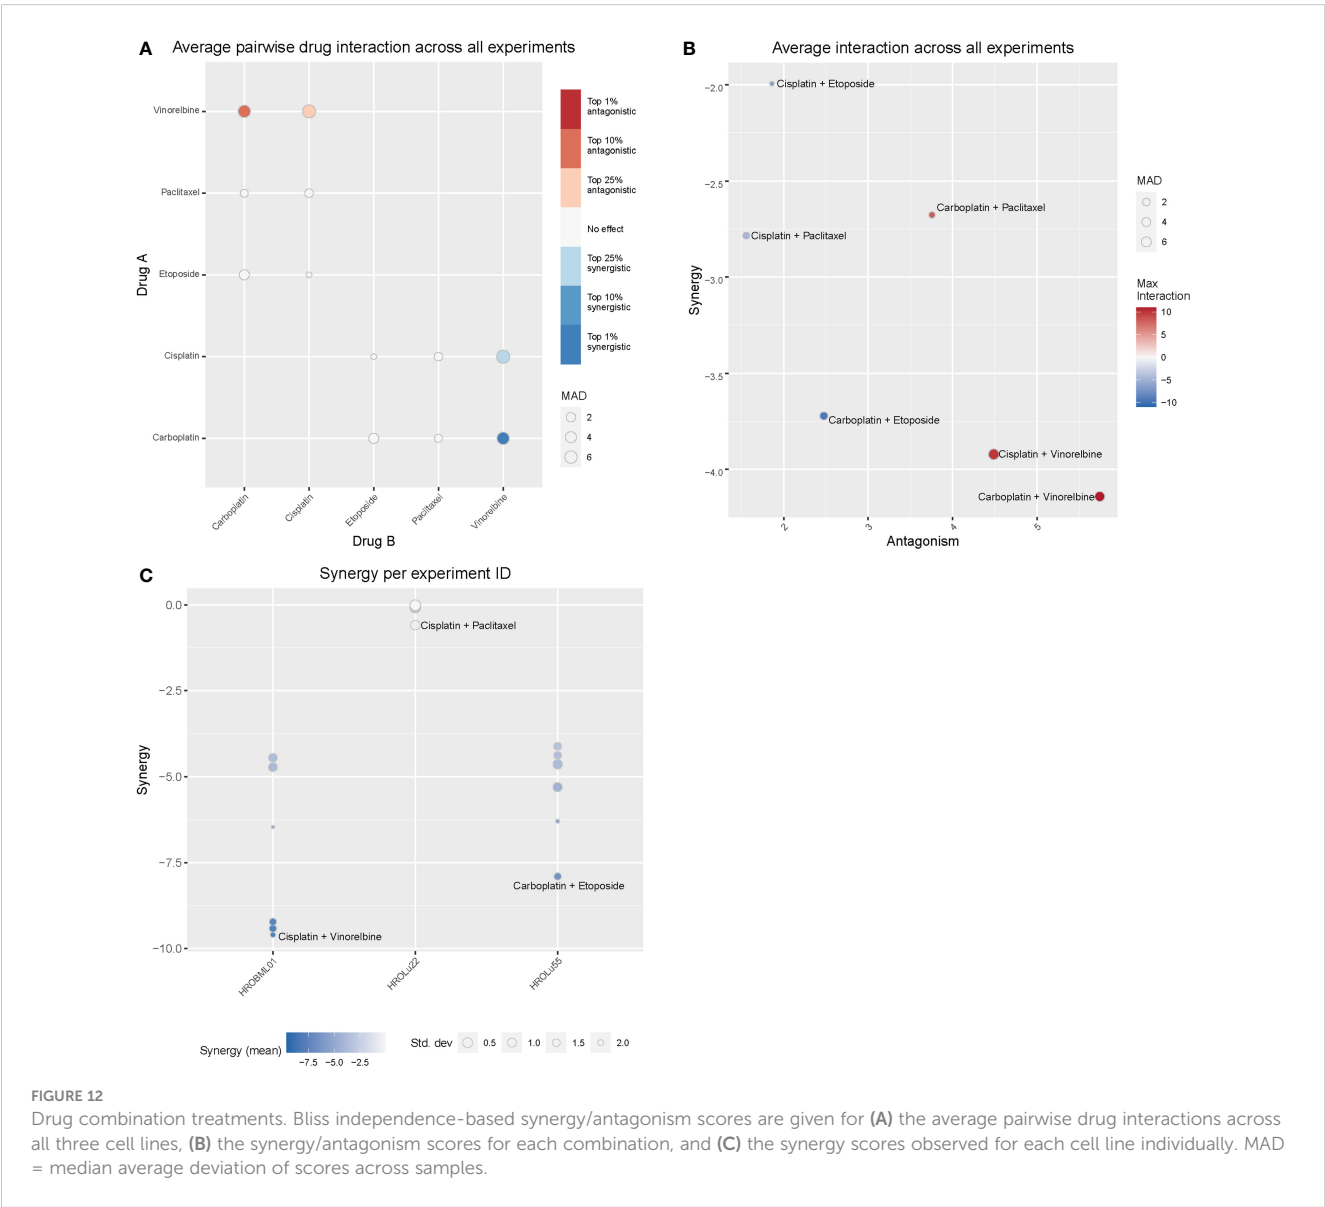 A Average pairwise drug interaction across all experiments
Vinorelbine
Paclitaxel
Etoposide
Cisplatin
Carboplatin
Drug A
Carboplatin
Cisplatin
Etoposide
Paclitaxel
Vinorelbine
Drug B
Top 1%
antagonistic
Top 10%
antagonistic
Top 25%
antagonistic
No effect
Top 25%
synergistic
Top 10%
synergistic
Top 1%
synergistic
MAD
2
4
6
B Average interaction across all experiments
−2.0
−2.5
−3.0
−3.5
−4.0
Synergy
Cisplatin + Etoposide
Carboplatin + Paclitaxel
Cisplatin + Paclitaxel
Carboplatin + Etoposide
Cisplatin + Vinorelbine
Carboplatin + Vinorelbine
2
3
4
5
Antagonism
MAD
2
4
6
Max
Interaction
10
5
0
−5
−10
C Synergy per experiment ID
0.0
−2.5
−5.0
−7.5
−10.0
Synergy
Cisplatin + Paclitaxel
Carboplatin + Etoposide
Cisplatin + Vinorelbine
HROBML01
HROLu22
HROLu55
Synergy (mean)
−7.5 −5.0 −2.5
Std. dev 0.5 1.0 1.5 2.0
FIGURE 12
Drug combination treatments. Bliss independence-based synergy/antagonism scores are given for (A) the average pairwise drug interactions across
all three cell lines, (B) the synergy/antagonism scores for each combination, and (C) the synergy scores observed for each cell line individually. MAD
= median average deviation of scores across samples.